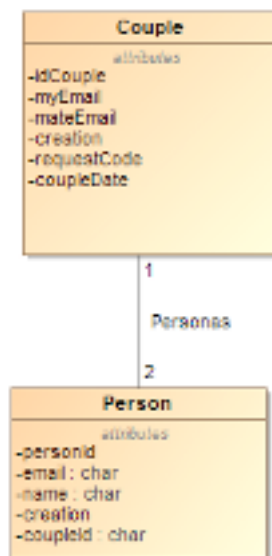 Couple
attributes
-idCouple
-myEmail
-mateEmail
-creation
-requestCode
-coupleDate
1
Personas
2
Person
attributes
-personId
-email : char
-name : char
-creation
-coupleId : char